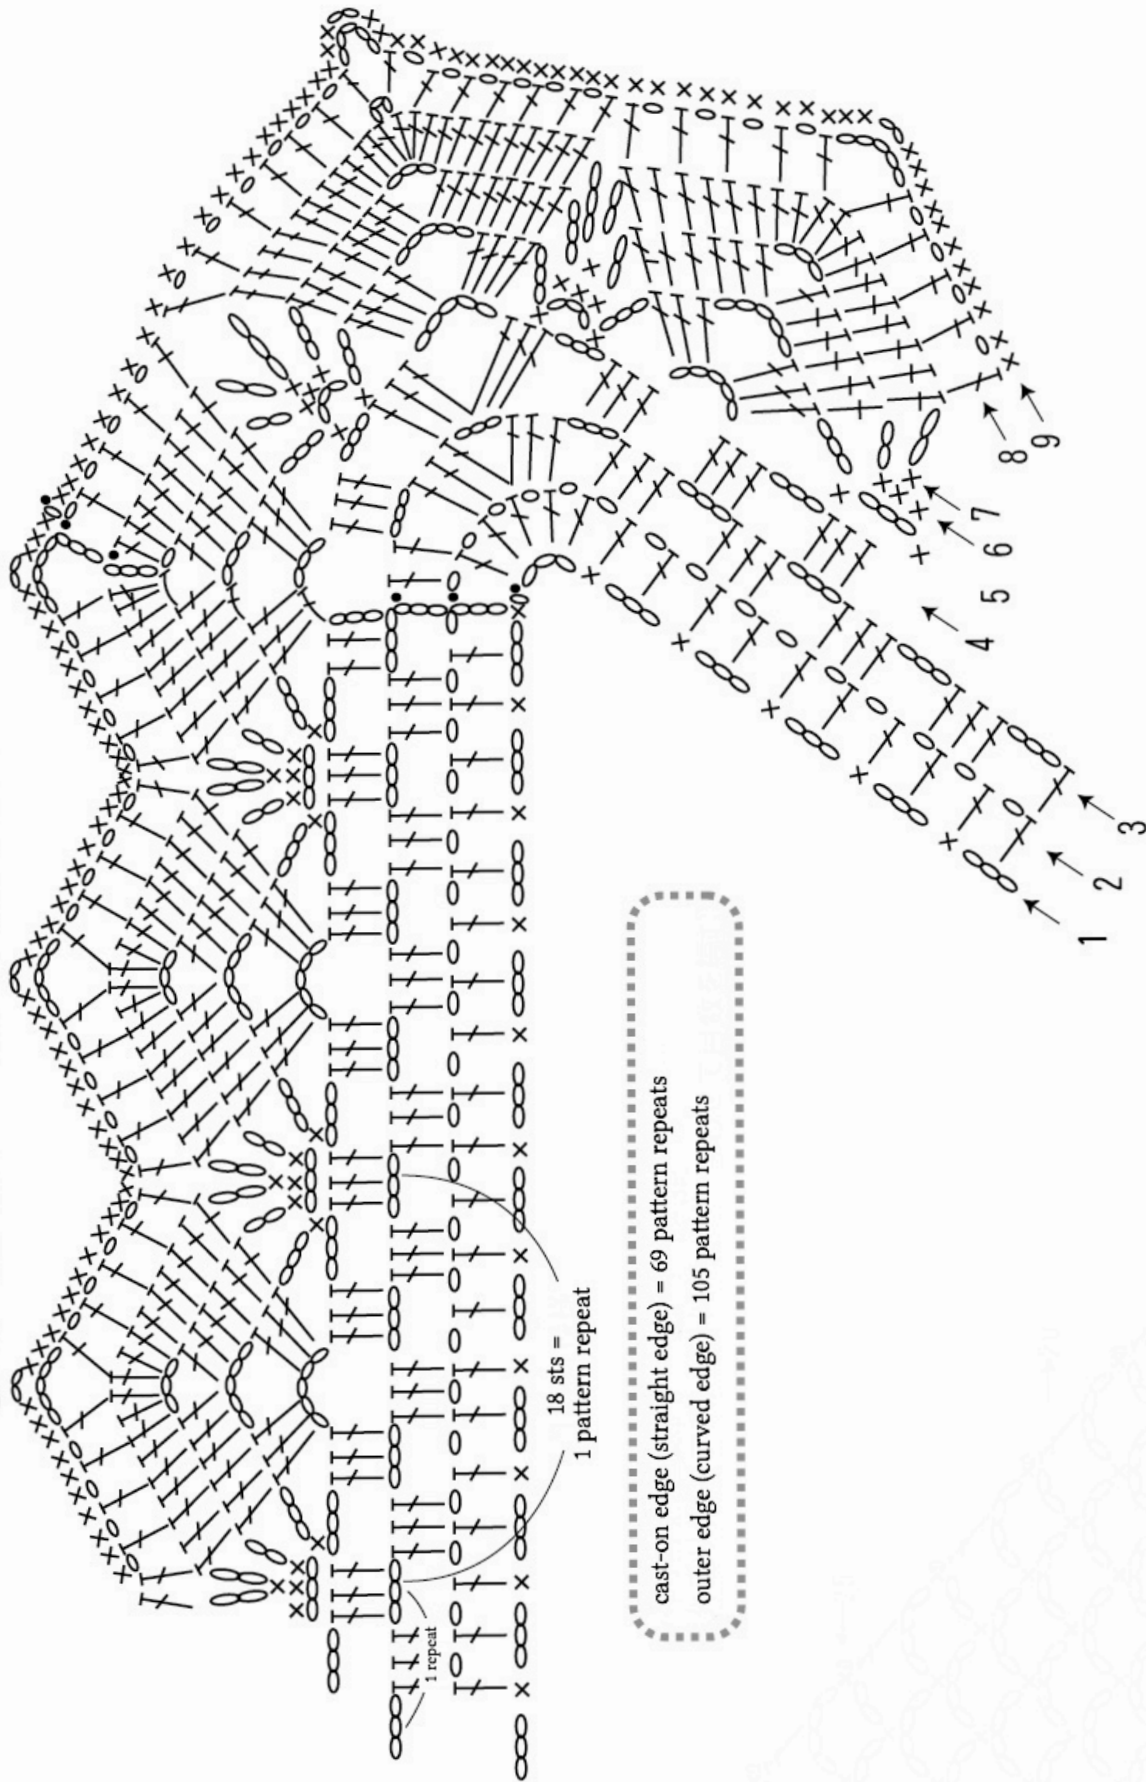 18 sts =
1 pattern repeat
1 repeat
cast-on edge (straight edge) = 69 pattern repeats
outer edge (curved edge) = 105 pattern repeats
1
2
3
4
5
6
7
8
9